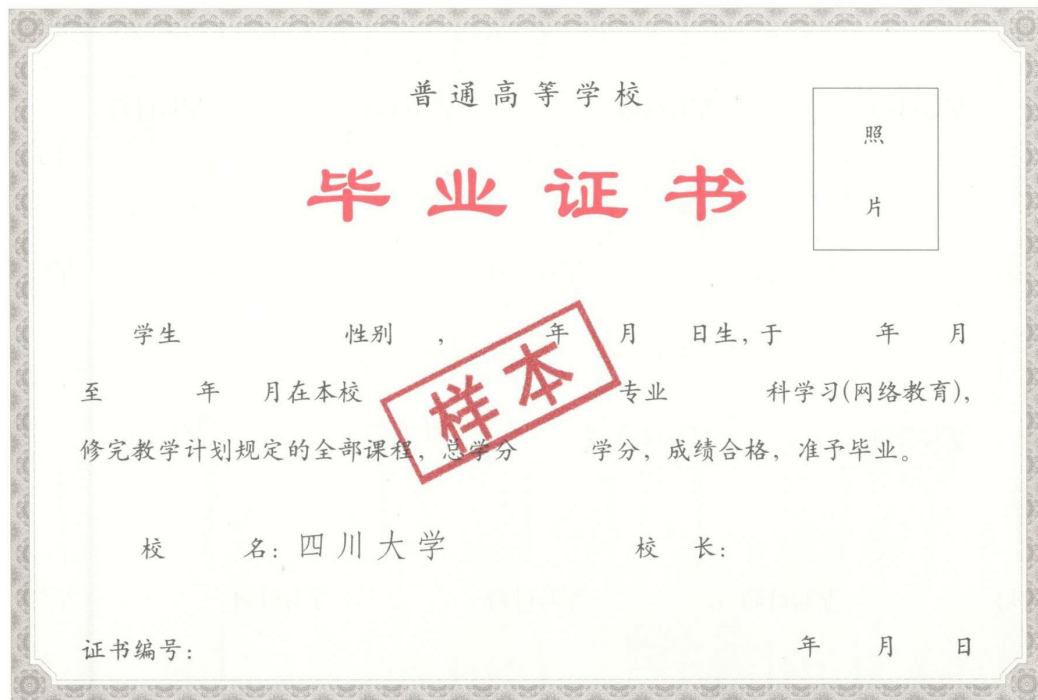 普通高等学校
毕业证书
照
片
学生 性别 , 年 月 日生,于 年 月
至 年 月在本校 专业 科学习(网络教育),
修完教学计划规定的全部课程,总学分 学分,成绩合格,准予毕业。
样本
校 名:四川大学 校 长:
证书编号: 年 月 日